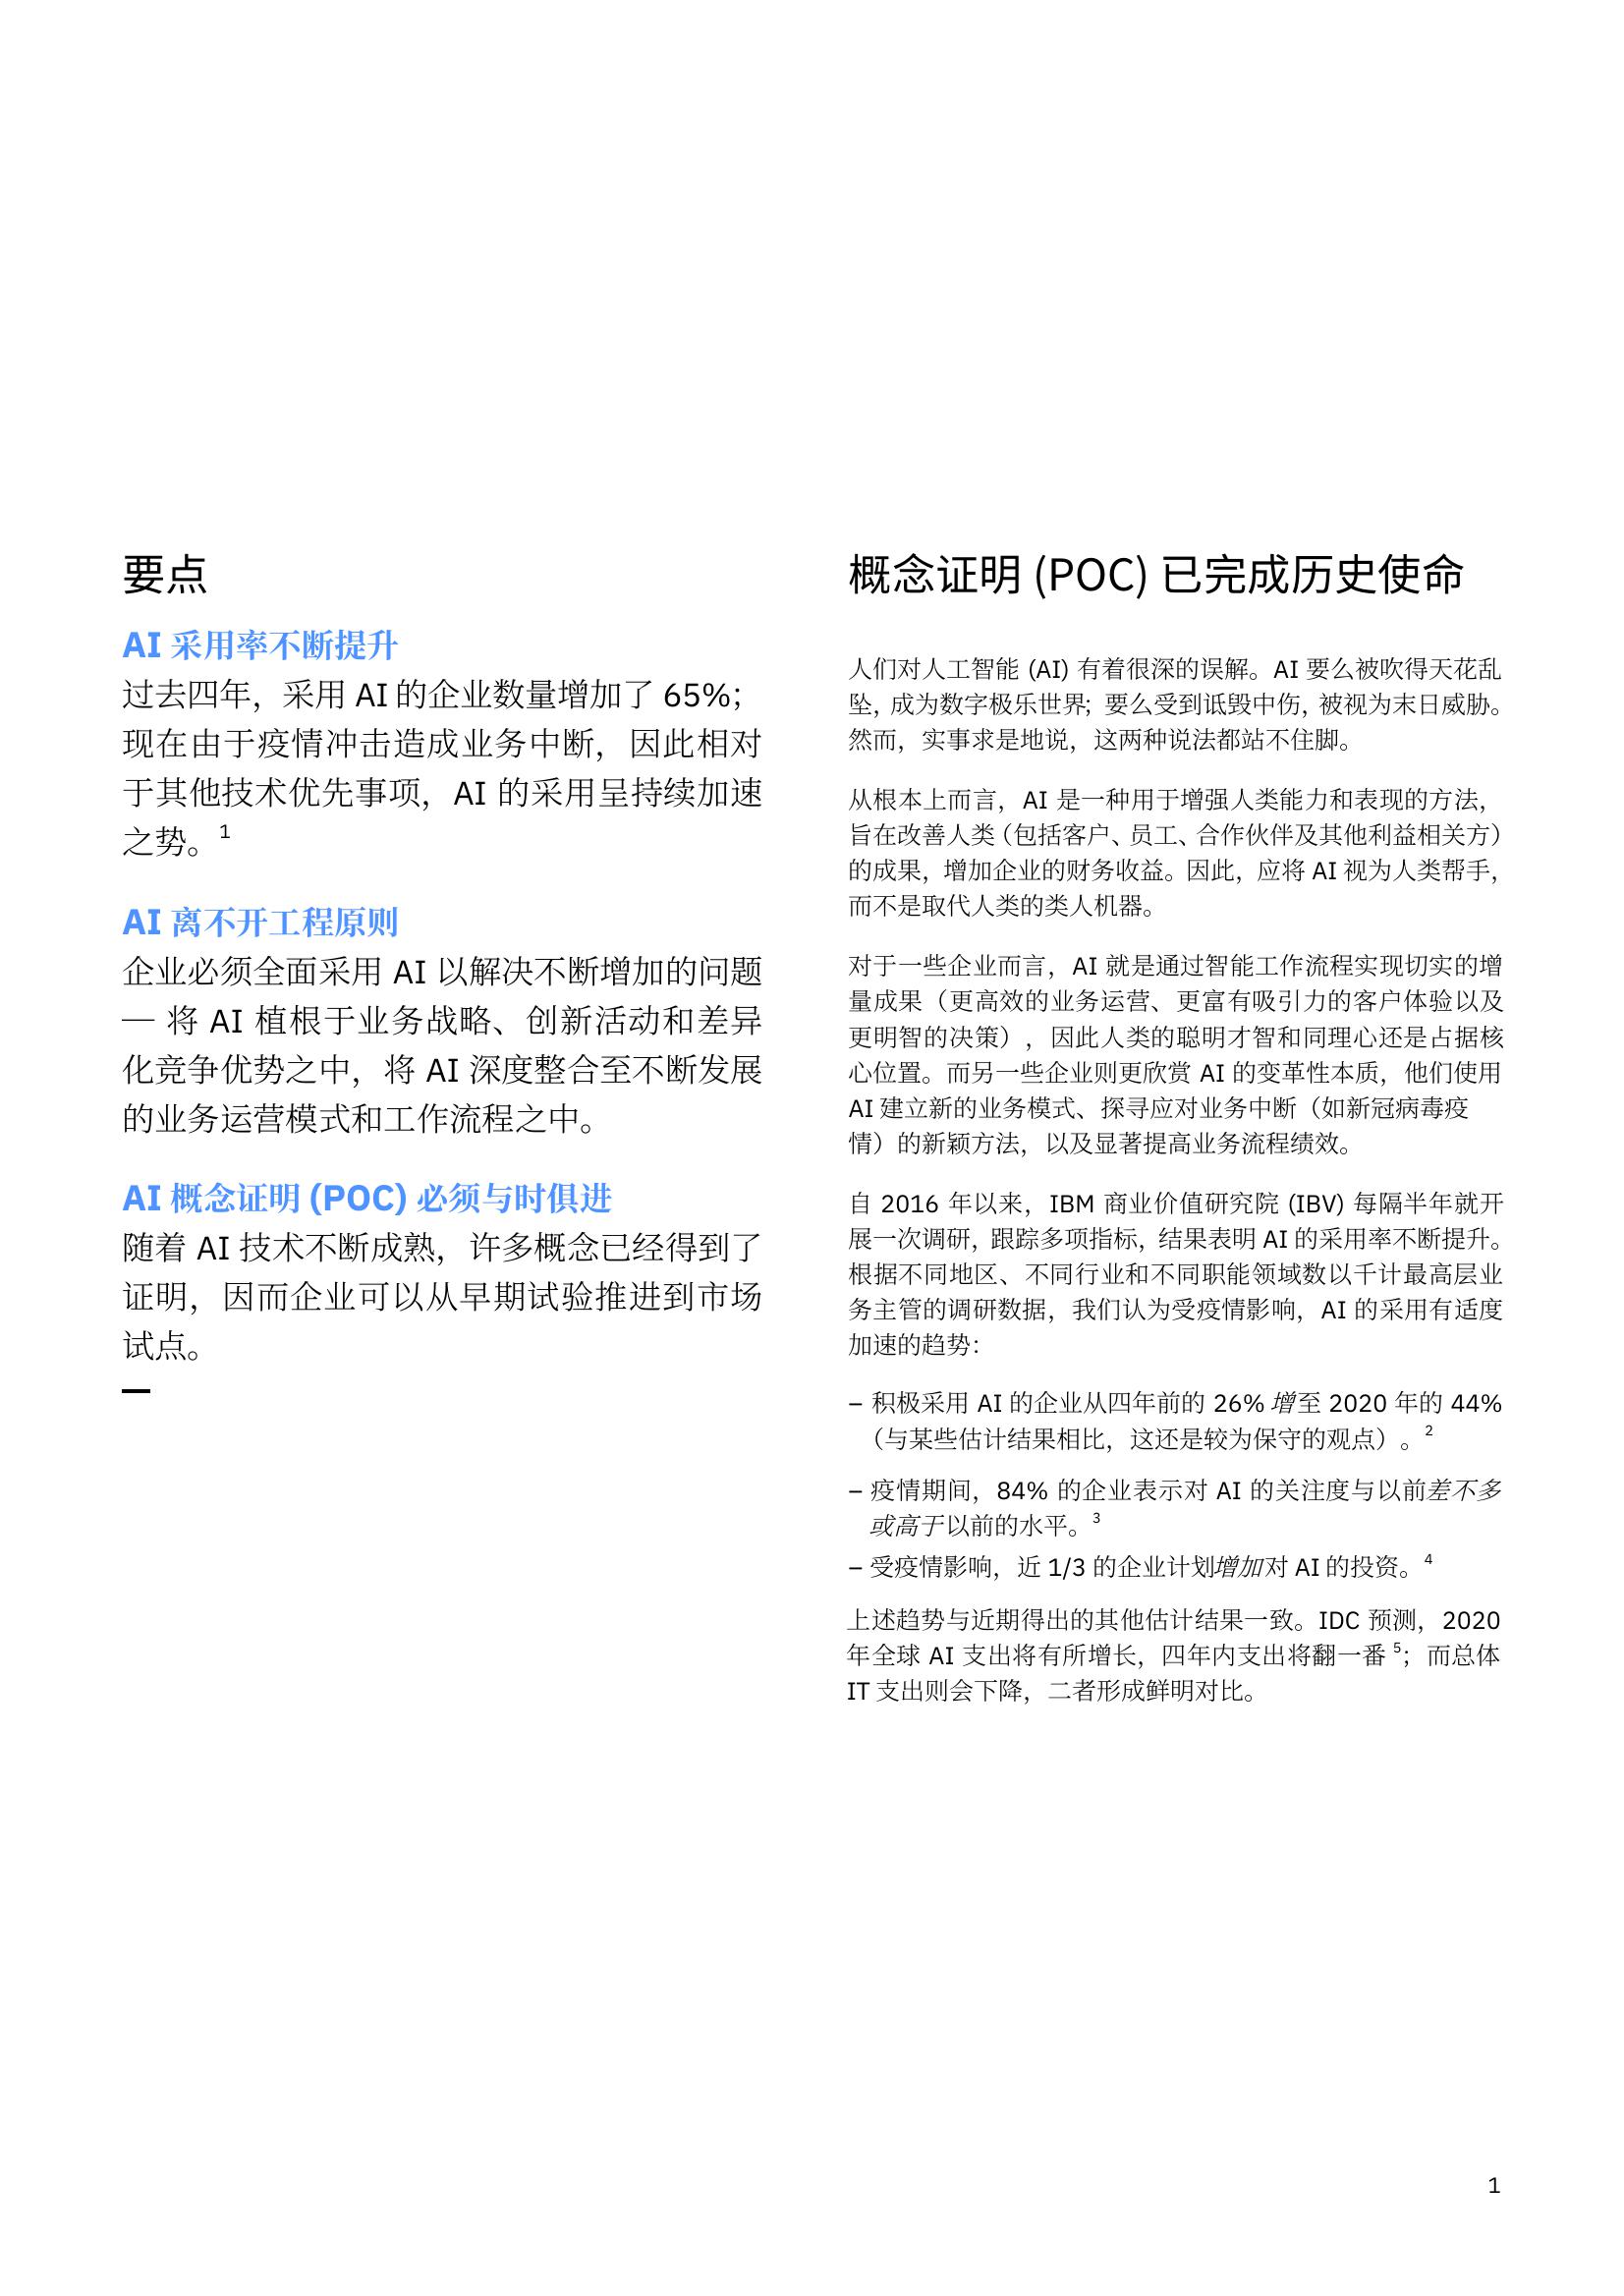 要点
AI 采用率不断提升
过去四年，采用 AI 的企业数量增加了 65%；
现在由于疫情冲击造成业务中断，因此相对
于其他技术优先事项，AI 的采用呈持续加速
之势。1
AI 离不开工程原则
企业必须全面采用 AI 以解决不断增加的问题
— 将 AI 植根于业务战略、创新活动和差异
化竞争优势之中，将 AI 深度整合至不断发展
的业务运营模式和工作流程之中。
AI 概念证明 (POC) 必须与时俱进
随着 AI 技术不断成熟，许多概念已经得到了
证明，因而企业可以从早期试验推进到市场
试点。
概念证明 (POC) 已完成历史使命
人们对人工智能 (AI) 有着很深的误解。AI 要么被吹得天花乱
坠，成为数字极乐世界；要么受到诋毁中伤，被视为末日威胁。
然而，实事求是地说，这两种说法都站不住脚。
从根本上而言，AI 是一种用于增强人类能力和表现的方法，
旨在改善人类（包括客户、员工、合作伙伴及其他利益相关方）
的成果，增加企业的财务收益。因此，应将 AI 视为人类帮手，
而不是取代人类的类人机器。
对于一些企业而言，AI 就是通过智能工作流程实现切实的增
量成果（更高效的业务运营、更富有吸引力的客户体验以及
更明智的决策），因此人类的聪明才智和同理心还是占据核
心位置。而另一些企业则更欣赏 AI 的变革性本质，他们使用
AI 建立新的业务模式、探寻应对业务中断（如新冠病毒疫
情）的新颖方法，以及显著提高业务流程绩效。
自 2016 年以来，IBM 商业价值研究院 (IBV) 每隔半年就开
展一次调研，跟踪多项指标，结果表明 AI 的采用率不断提升。
根据不同地区、不同行业和不同职能领域数以千计最高层业
务主管的调研数据，我们认为受疫情影响，AI 的采用有适度
加速的趋势：
– 积极采用 AI 的企业从四年前的 26% 增至 2020 年的 44%
（与某些估计结果相比，这还是较为保守的观点）。2
– 疫情期间，84% 的企业表示对 AI 的关注度与以前差不多
或高于以前的水平。3
– 受疫情影响，近 1/3 的企业计划增加对 AI 的投资。4
上述趋势与近期得出的其他估计结果一致。IDC 预测，2020
年全球 AI 支出将有所增长，四年内支出将翻一番 5；而总体
IT 支出则会下降，二者形成鲜明对比。
1